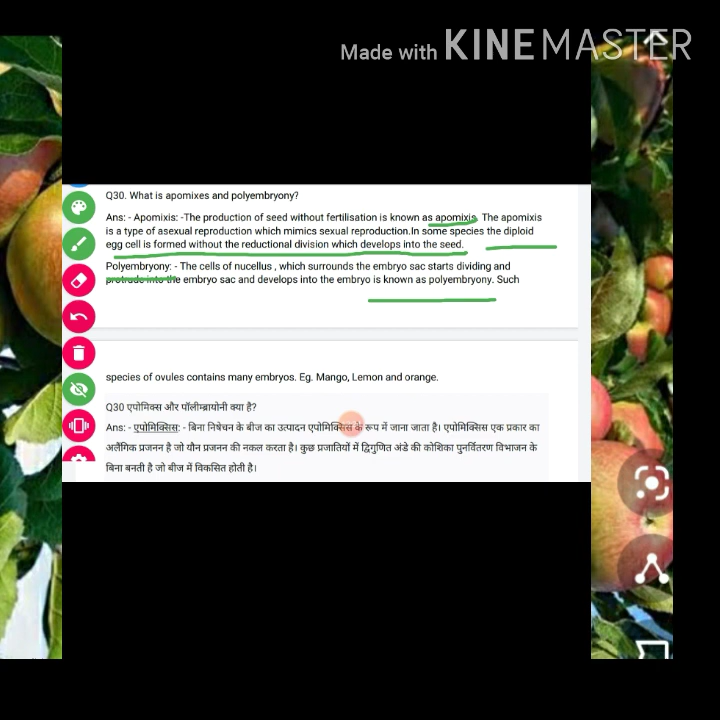 Made with KINEMASTER
Q30. What is apomixes and polyembryony?
Ans: - Apomixis: -The production of seed without fertilisation is known as apomixis. The apomixis
is a type of asexual reproduction which mimics sexual reproduction.In some species the diploid
egg cell is formed without the reductional division which develops into the seed.
Polyembryony: - The cells of nucellus , which surrounds the embryo sac starts dividing and
protrude into the embryo sac and develops into the embryo is known as polyembryony. Such
species of ovules contains many embryos. Eg. Mango, Lemon and orange.
Q30 एपोमिक्स और पॉलीम्ब्रायोनी क्या है?
Ans: - एपोमिक्सिस: - बिना निषेचन के बीज का उत्पादन एपोमिक्सिस के रूप में जाना जाता है। एपोमिक्सिस एक प्रकार का
अलैंगिक प्रजनन है जो यौन प्रजनन की नकल करता है। कुछ प्रजातियों में द्विगुणित अंडे की कोशिका पुनर्वितरण विभाजन के
बिना बनती है जो बीज में विकसित होती है।